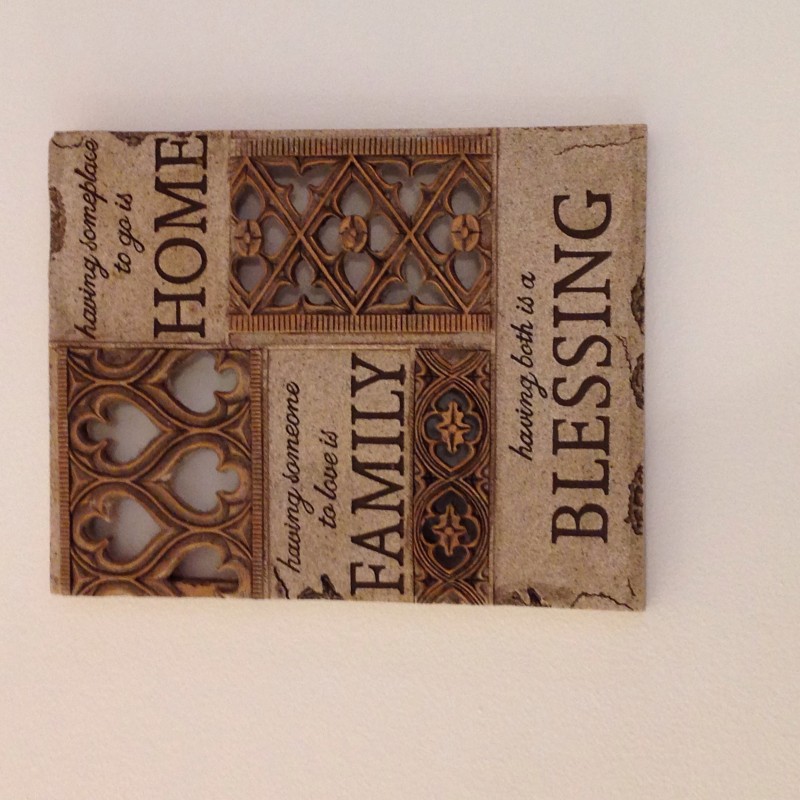 having someplace
to go is
HOME
having someone
to love is
FAMILY
having both is a
BLESSING